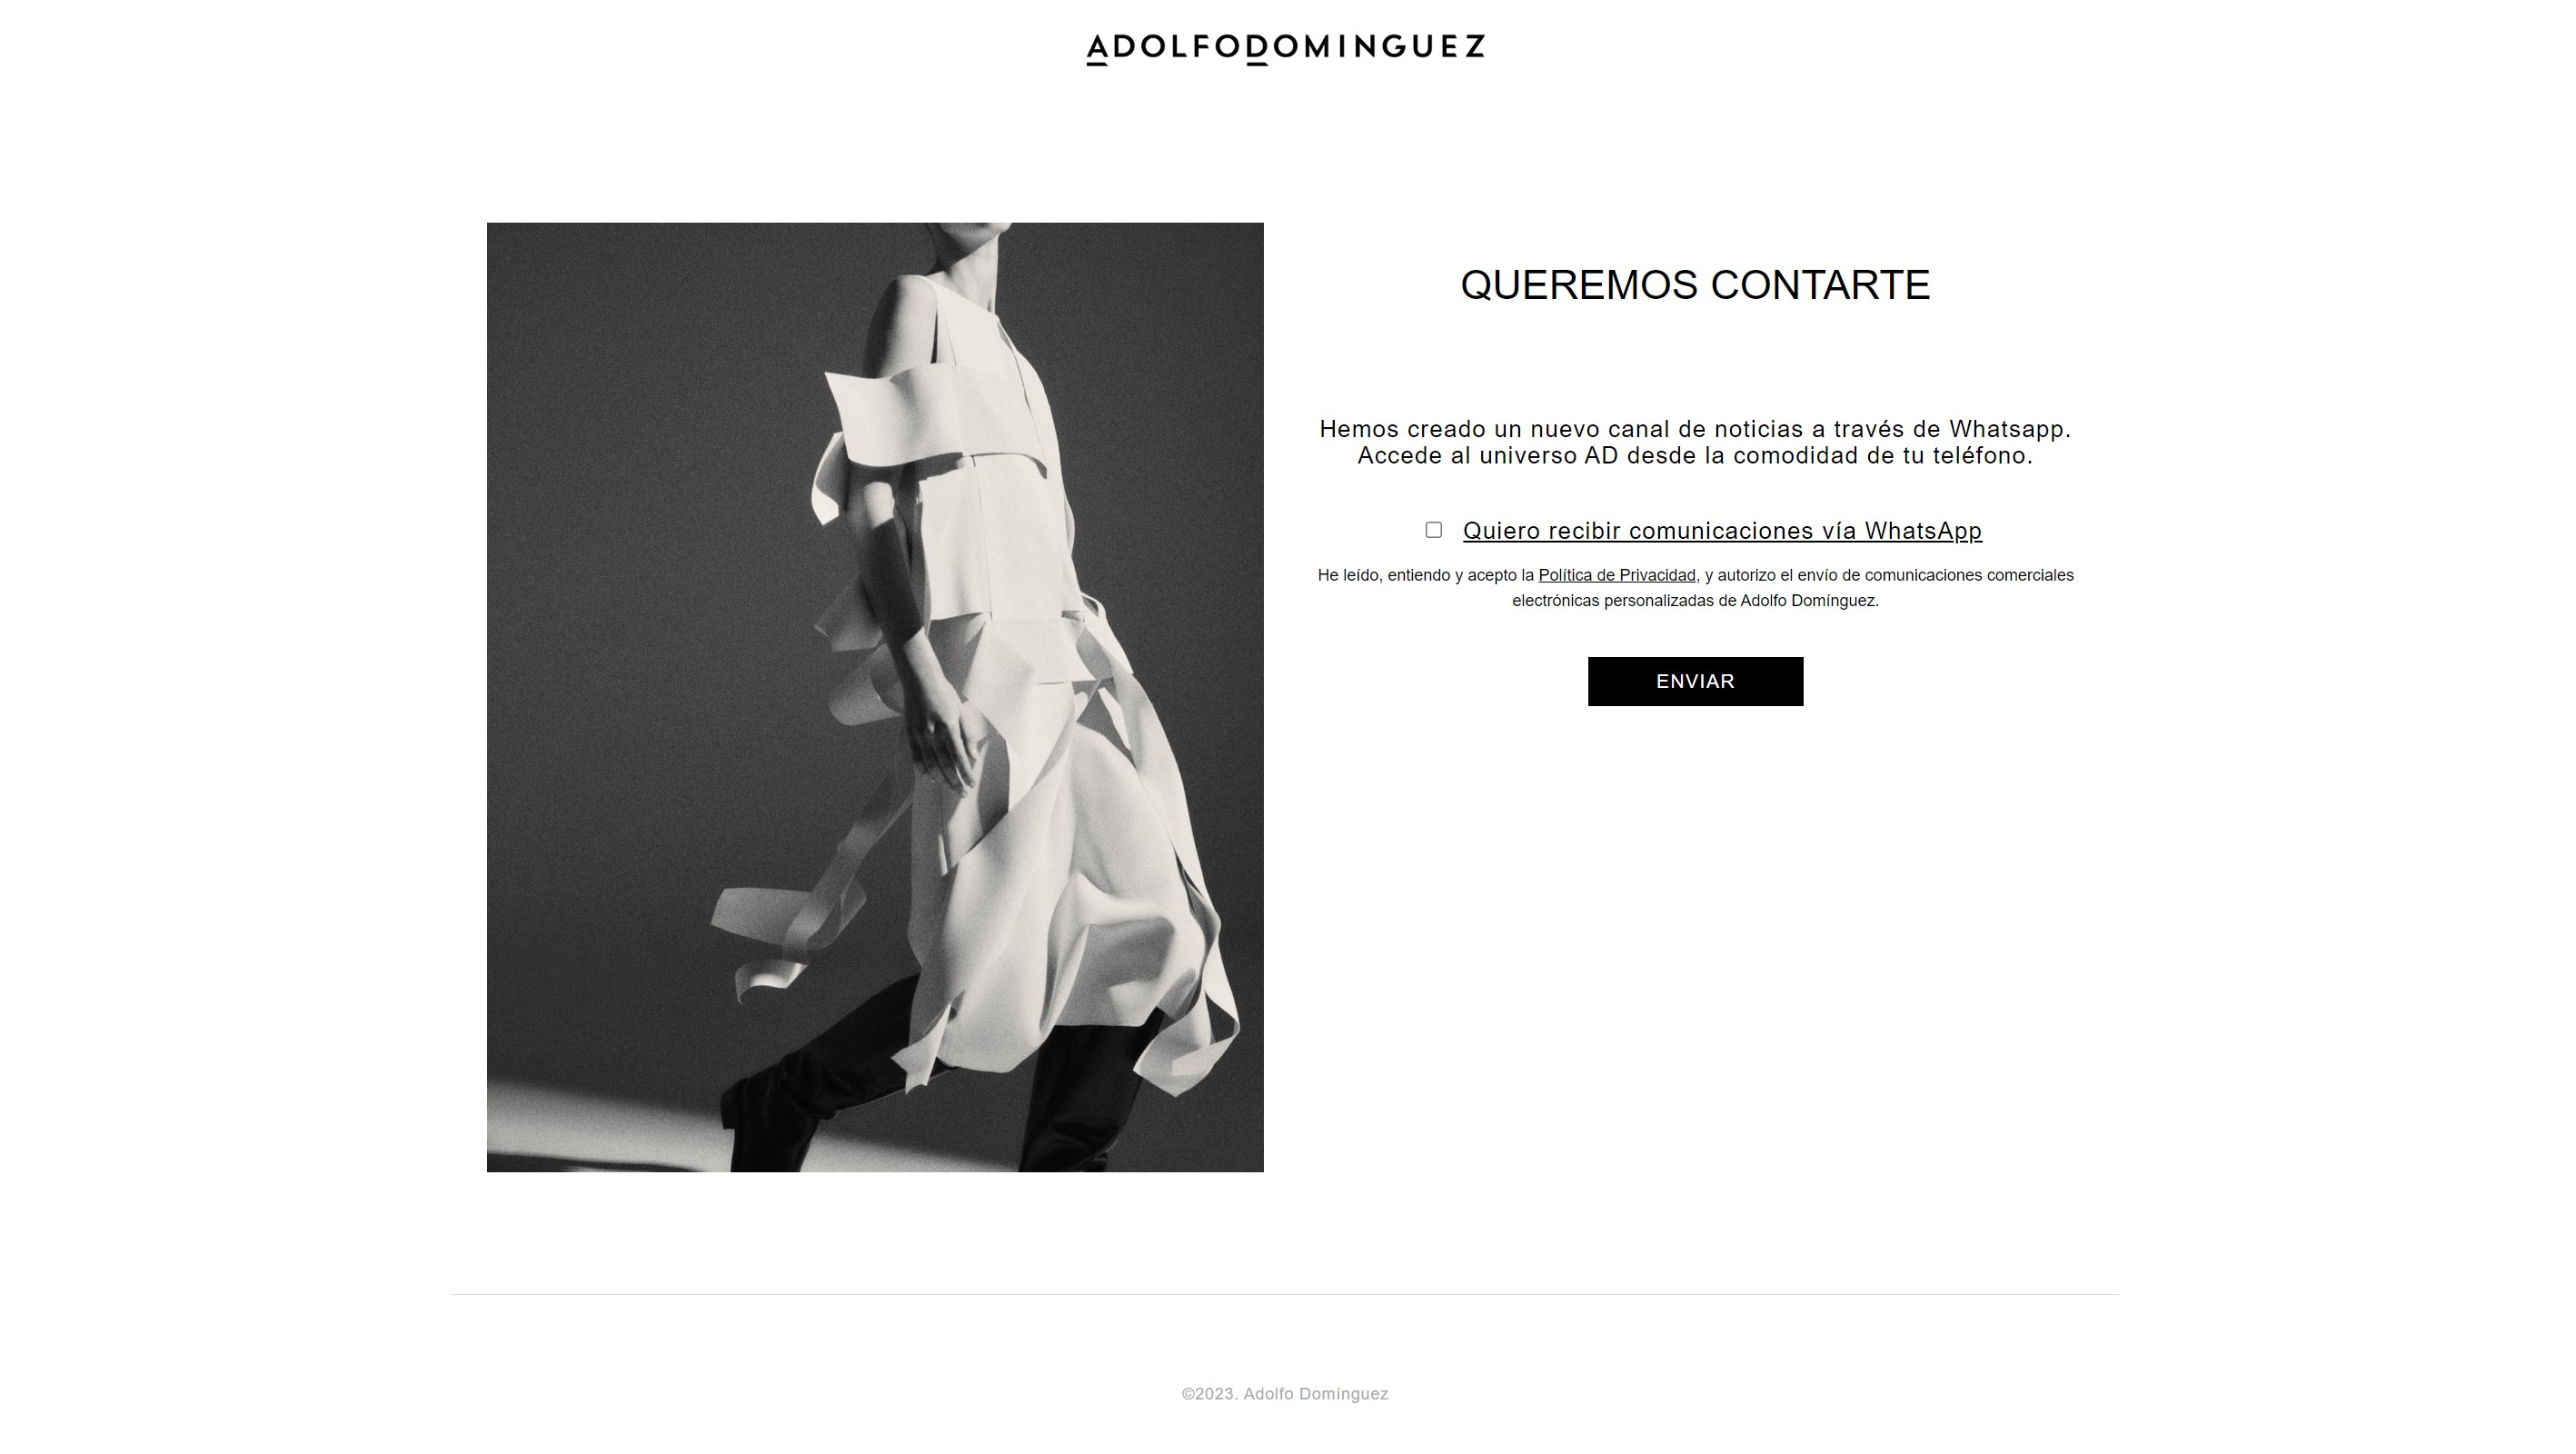 ADOLFODOMINGUEZ
QUEREMOS CONTARTE
Hemos creado un nuevo canal de noticias a través de Whatsapp.
Accede al universo AD desde la comodidad de tu teléfono.
Quiero recibir comunicaciones vía WhatsApp
He leído, entiendo y acepto la Política de Privacidad, y autorizo el envío de comunicaciones comerciales
electrónicas personalizadas de Adolfo Domínguez.
ENVIAR
©2023. Adolfo Domínguez